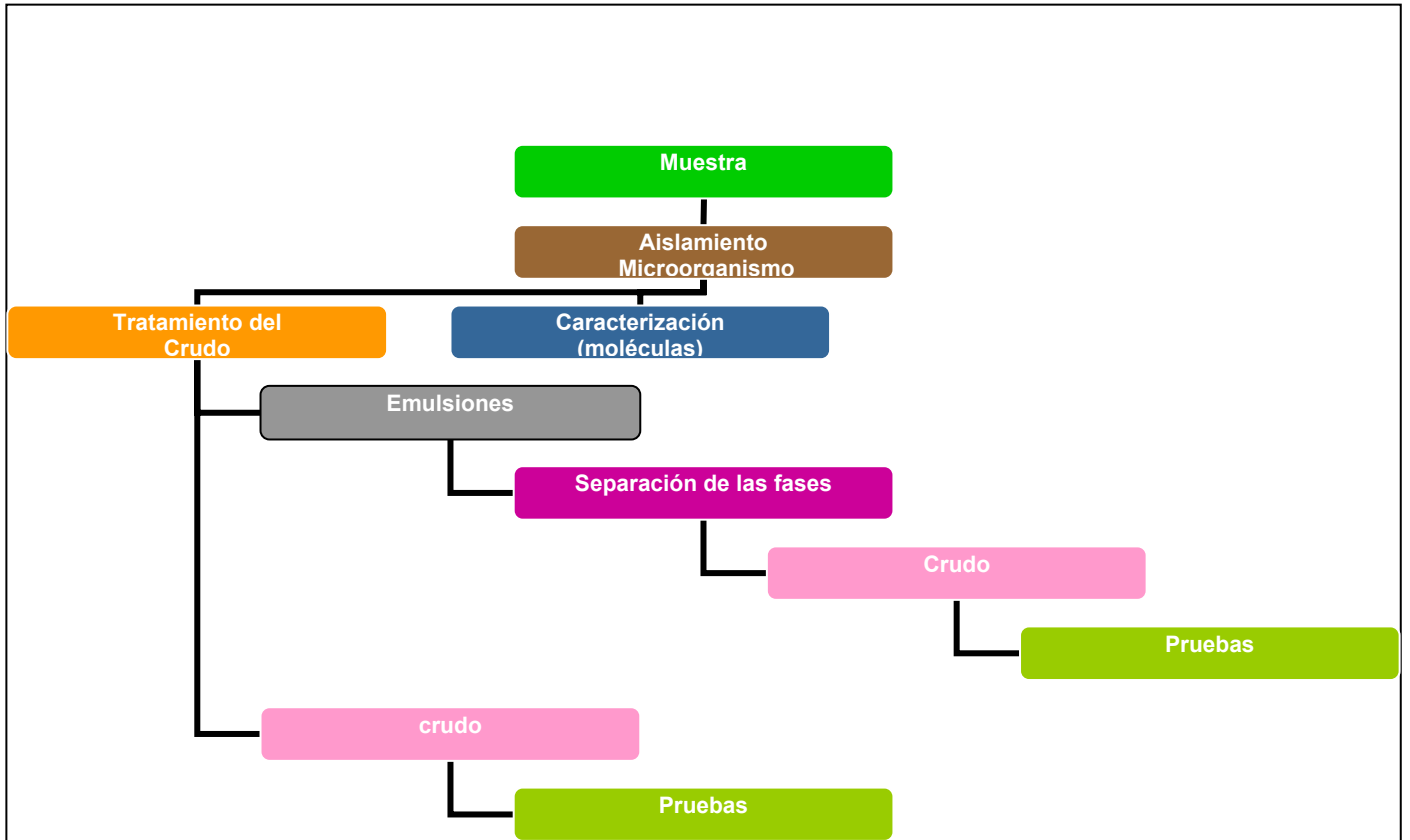 Muestra
Aislamiento
Microorganismo
Tratamiento del
Crudo
Caracterización
(moléculas)
Emulsiones
Separación de las fases
Crudo
Pruebas
crudo
Pruebas